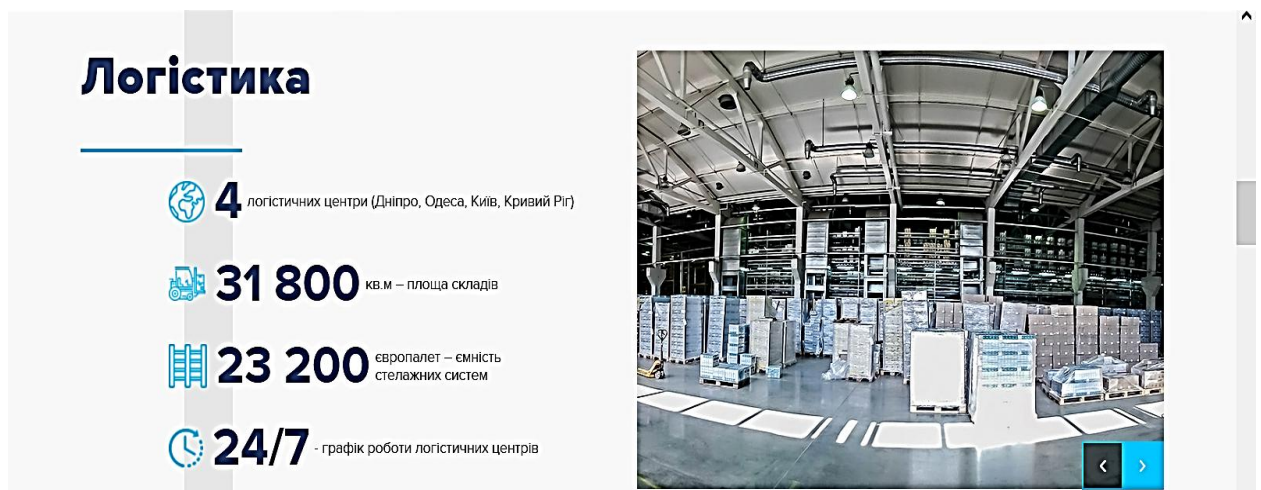 Логістика
4 логістичних центри (Дніпро, Одеса, Київ, Кривий Ріг)
31 800 кв.м – площа складів
23 200 європалет – ємність
стелажних систем
24/7 - графік роботи логістичних центрів